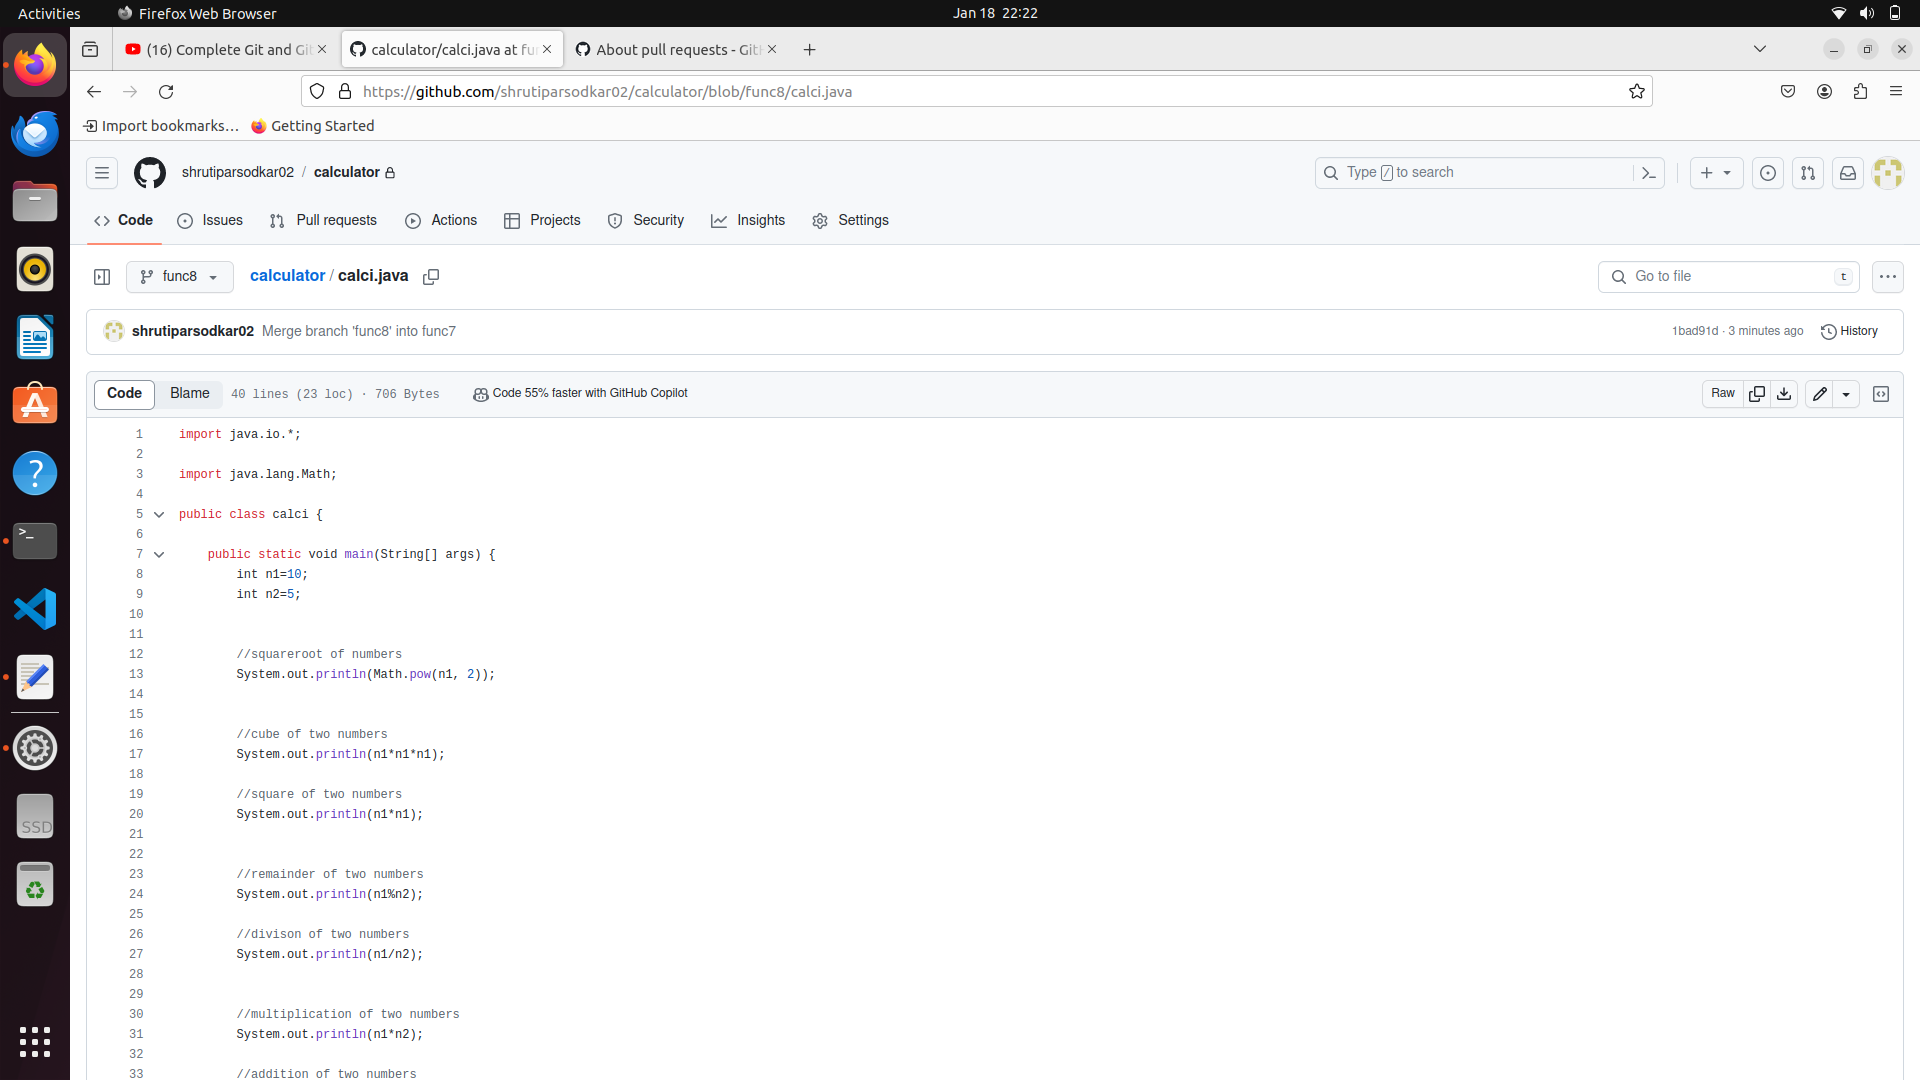 Activities Firefox Web Browser Jan 18 22:22
(16) Complete Git and Git
calculator/calci.java at fu
About pull requests - GitH
https://github.com/shrutiparsodkar02/calculator/blob/func8/calci.java
Import bookmarks… Getting Started
shrutiparsodkar02 / calculator Type / to search
Code Issues Pull requests Actions Projects Security Insights Settings
func8 calculator / calci.java Go to file t
shrutiparsodkar02 Merge branch 'func8' into func7 1bad91d · 3 minutes ago History
Code Blame 40 lines (23 loc) · 706 Bytes Code 55% faster with GitHub Copilot Raw
1 import java.io.*;
2
3 import java.lang.Math;
4
5 public class calci {
6
7 public static void main(String[] args) {
8 int n1=10;
9 int n2=5;
10
11
12 //squareroot of numbers
13 System.out.println(Math.pow(n1, 2));
14
15
16 //cube of two numbers
17 System.out.println(n1*n1*n1);
18
19 //square of two numbers
20 System.out.println(n1*n1);
21
22
23 //remainder of two numbers
24 System.out.println(n1%n2);
25
26 //divison of two numbers
27 System.out.println(n1/n2);
28
29
30 //multiplication of two numbers
31 System.out.println(n1*n2);
32
33 //addition of two numbers
SSD